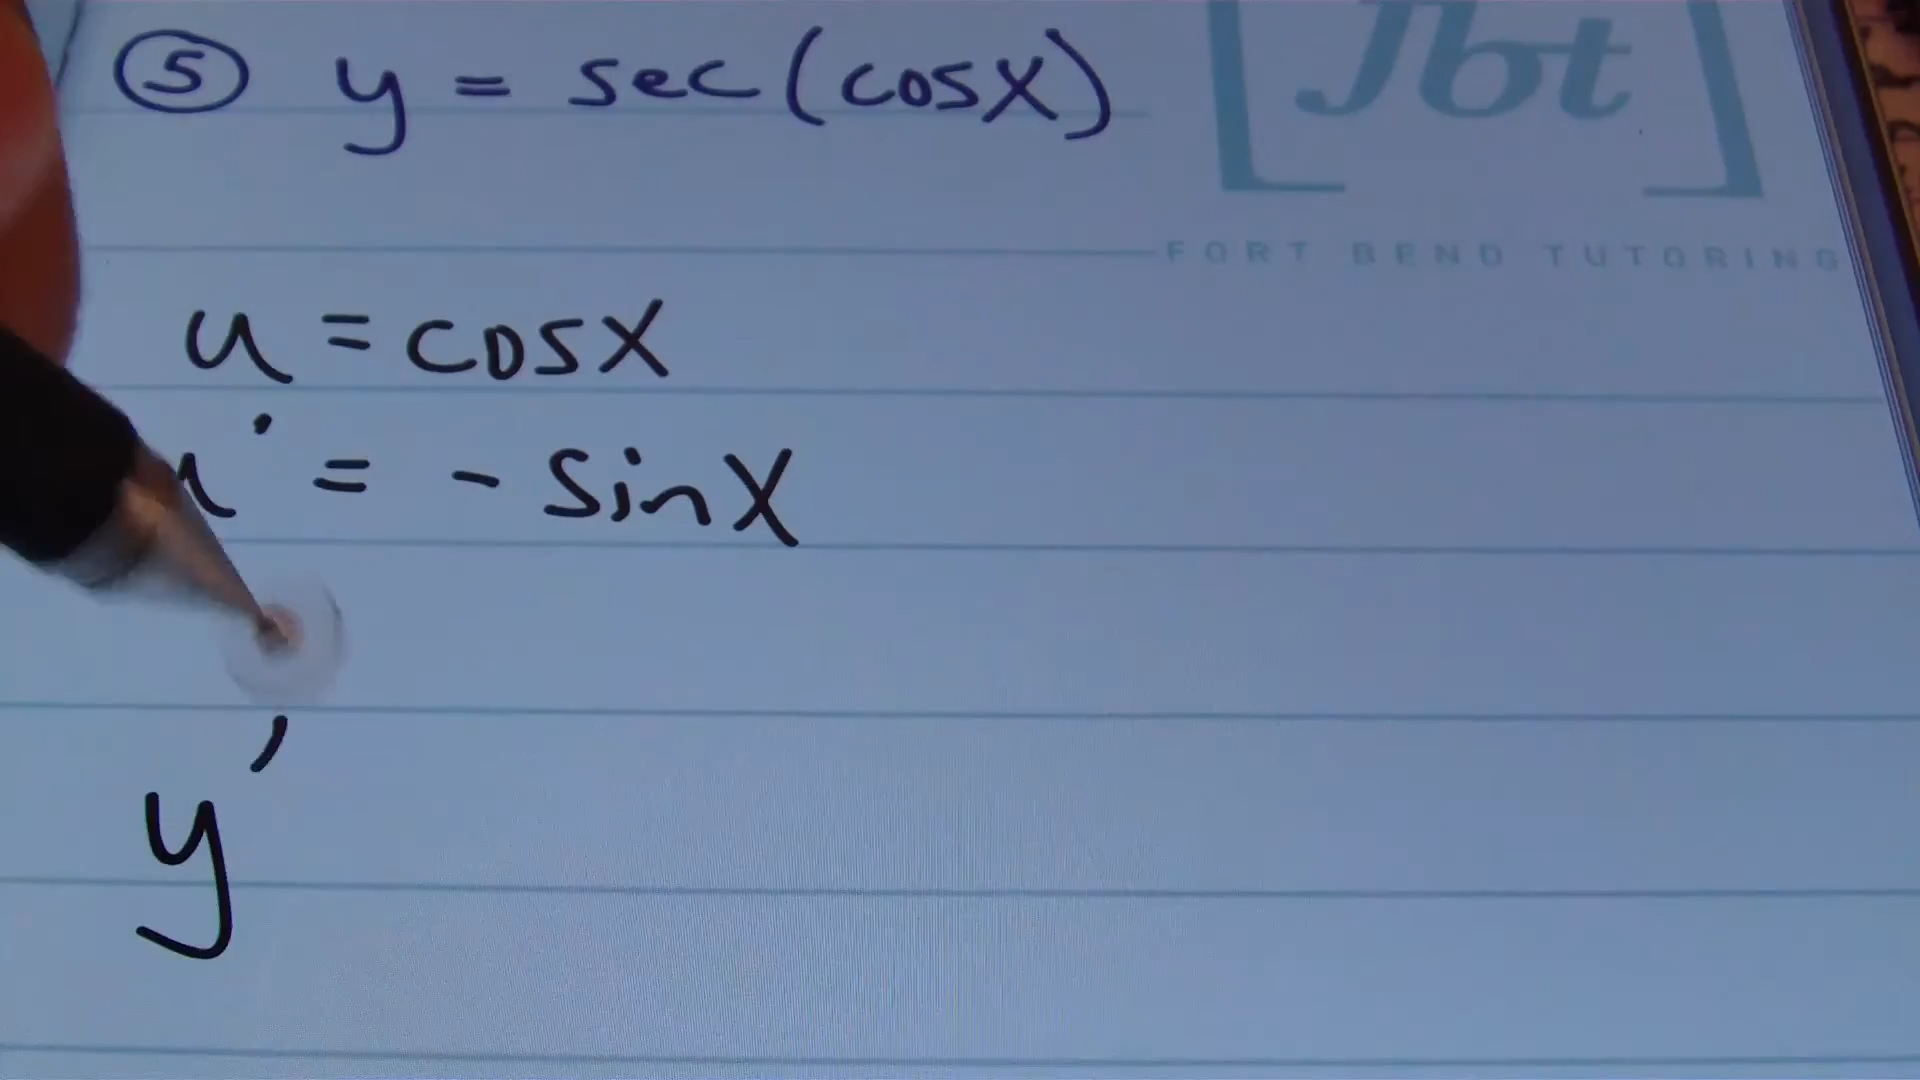 ⑤ y = sec(cosx)
fbt
FORT BEND TUTORING
u = cosx
u' = - sinx
y'